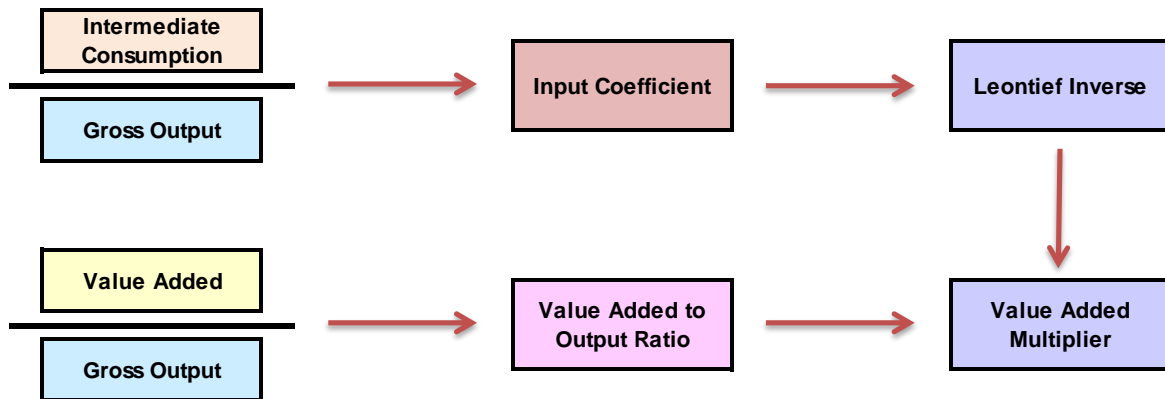 Intermediate
Consumption
Gross Output
Input Coefficient
Leontief Inverse
Value Added
Gross Output
Value Added to
Output Ratio
Value Added
Multiplier